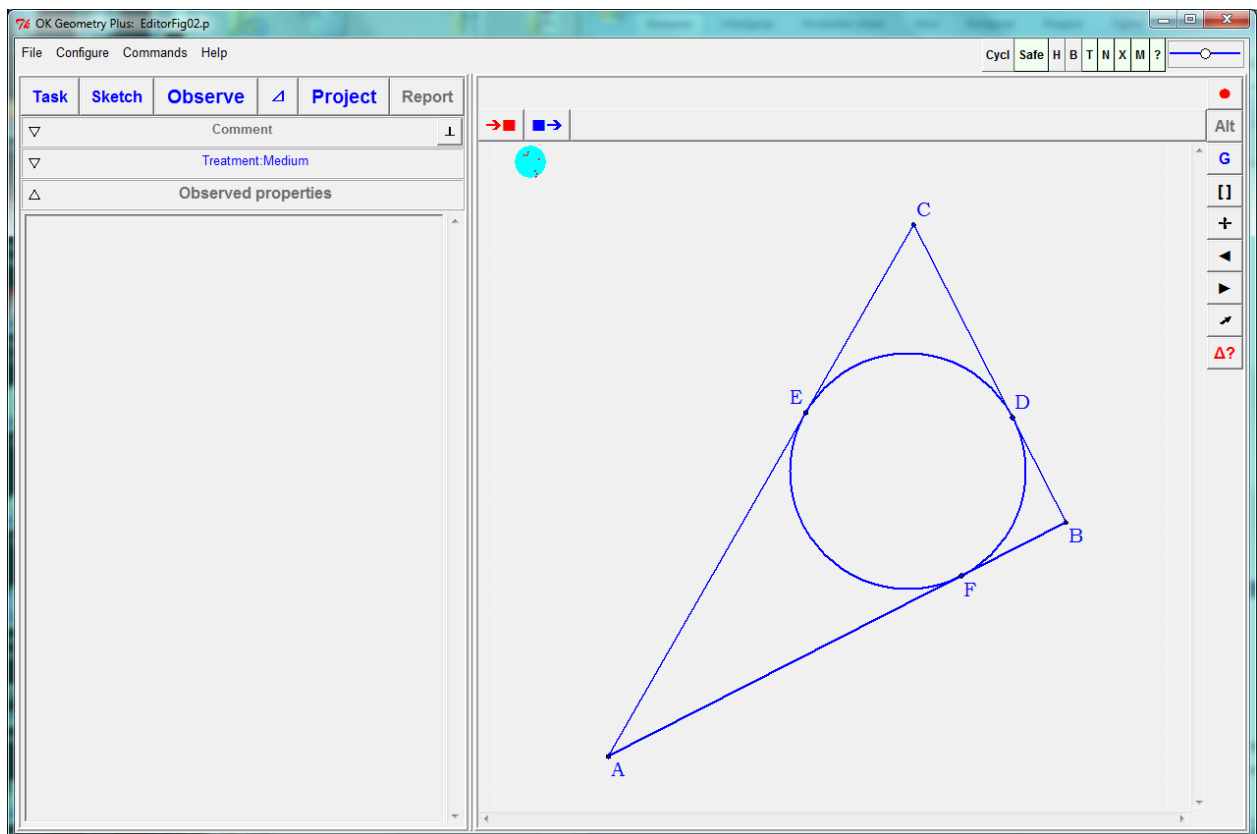 OK Geometry Plus: EditorFig02.p
File Configure Commands Help
Cycl Safe H B T N X M ?
Task Sketch Observe ⊿ Project Report
Comment
Treatment:Medium
Observed properties
Alt
G
[ ]
Δ?
C
E
D
B
F
A